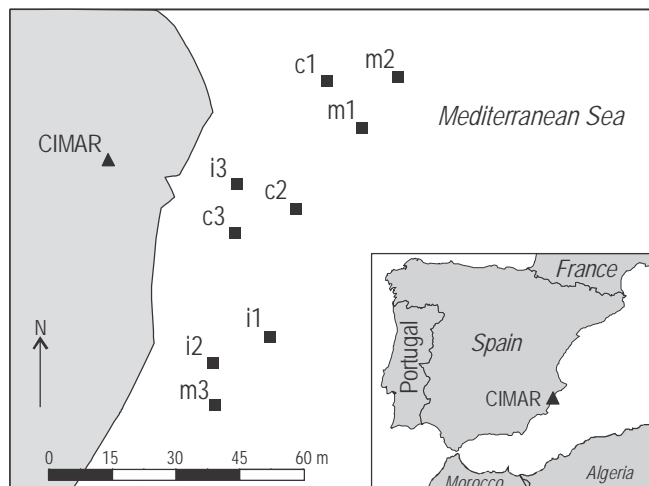 c1
m2
m1
Mediterranean Sea
CIMAR
i3
c2
c3
N
i1
i2
m3
0 15 30 45 60 m
France
Portugal
Spain
CIMAR
Morocco
Algeria